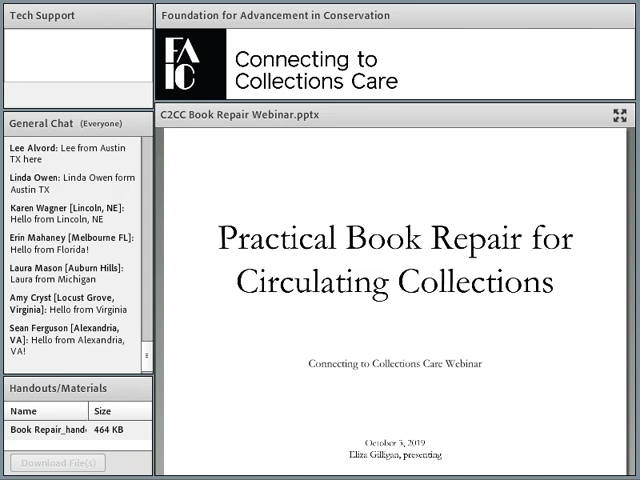 Tech Support
Foundation for Advancement in Conservation
FAIC
Connecting to
Collections Care
General Chat (Everyone)
Lee Alvord: Lee from Austin
TX here
Linda Owen: Linda Owen form
Austin TX
Karen Wagner [Lincoln, NE]:
Hello from Lincoln, NE
Erin Mahaney [Melbourne FL]:
Hello from Florida!
Laura Mason [Auburn Hills]:
Laura from Michigan
Amy Cryst [Locust Grove,
Virginia]: Hello from Virginia
Sean Ferguson [Alexandria,
VA]: Hello from Alexandria,
VA!
Handouts/Materials
Name Size
Book Repair_hand 464 KB
Download File(s)
C2CC Book Repair Webinar.pptx
Practical Book Repair for
Circulating Collections
Connecting to Collections Care Webinar
October 3, 2019
Eliza Gilligan, presenting